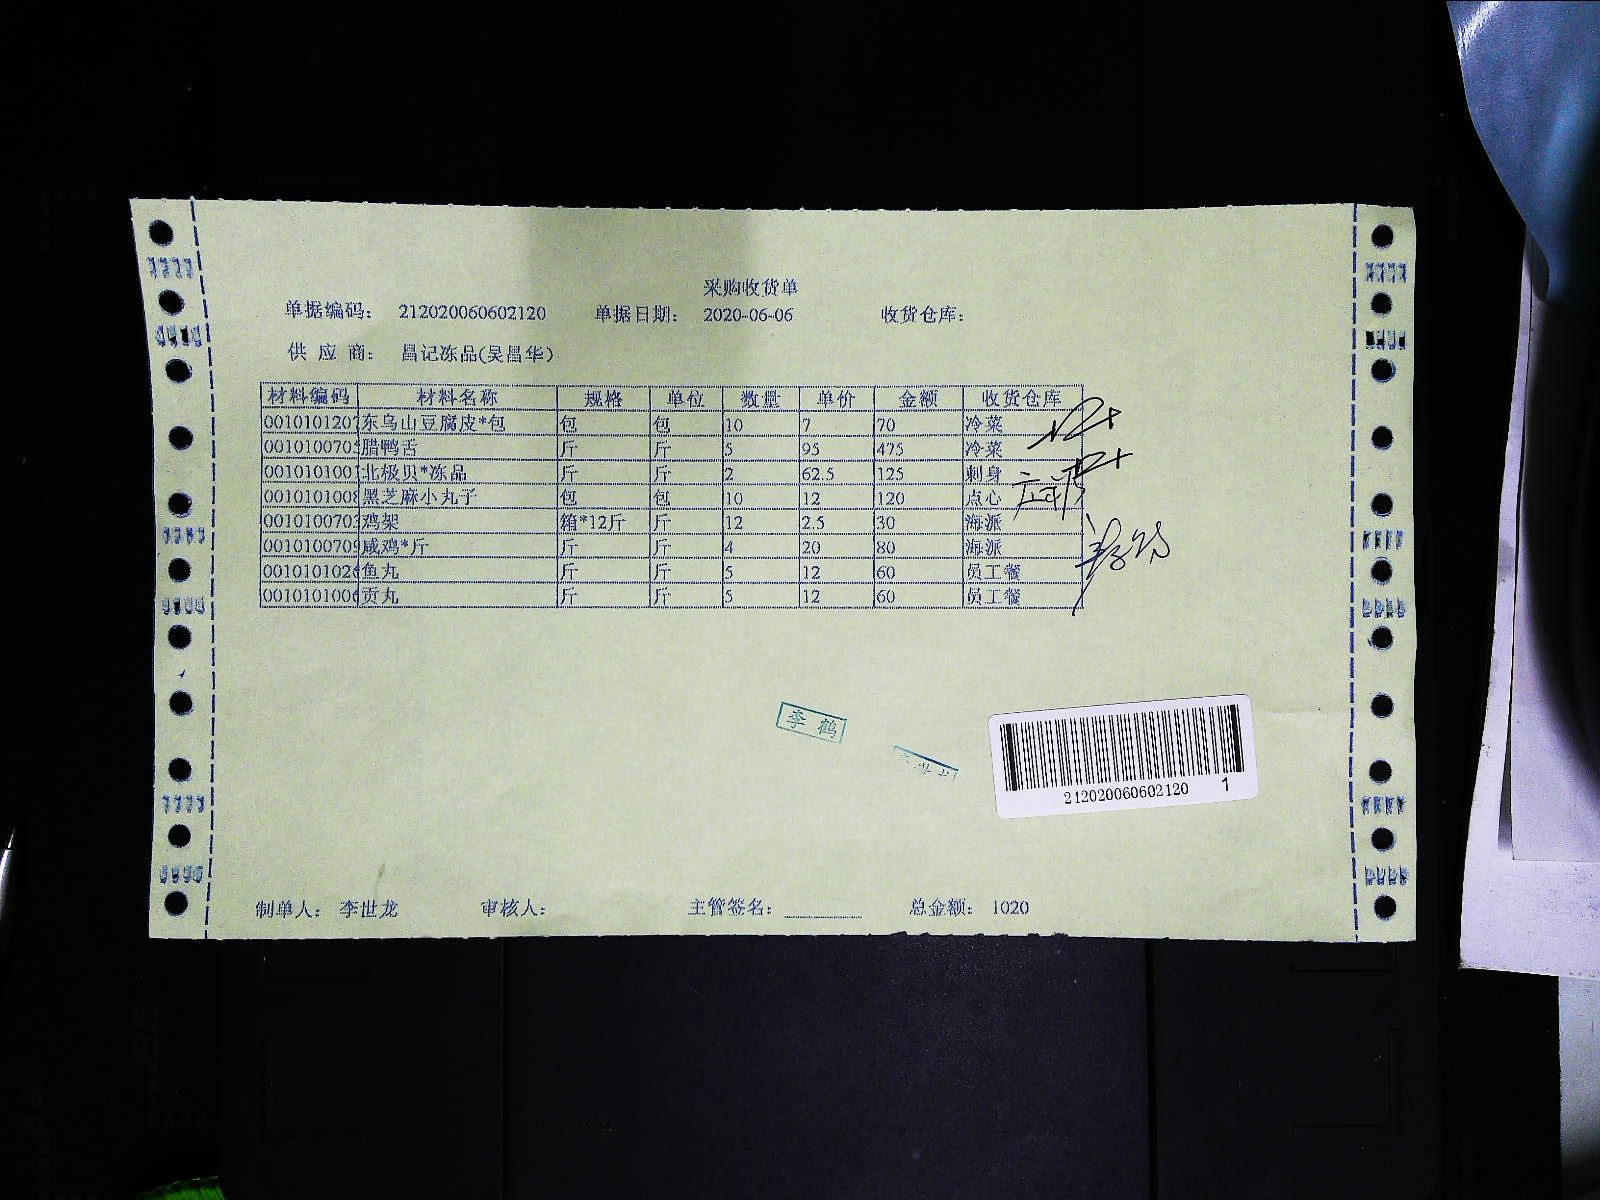 采购收货单
单据编码： 212020060602120 单据日期： 2020-06-06 收货仓库：
供 应 商： 昌记冻品(吴昌华)
材料编码 材料名称 规格 单位 数量 单价 金额 收货仓库
0010101207 东乌山豆腐皮*包 包 包 10 7 70 冷菜
001010070 腊鸭舌 斤 斤 5 95 475 冷菜
0010101001 北极贝*冻品 斤 斤 2 62.5 125 刺身
001010100 黑芝麻小丸子 包 包 10 12 120 点心
001010070 鸡架 箱*12斤 斤 12 2.5 30 海派
001010070 咸鸡*斤 斤 斤 4 20 80 海派
001010102 鱼丸 斤 斤 5 12 60 员工餐
001010100 贡丸 斤 斤 5 12 60 员工餐
李 鹤
212020060602120 1
制单人： 李世龙 审核人： 主管签名： 总金额： 1020